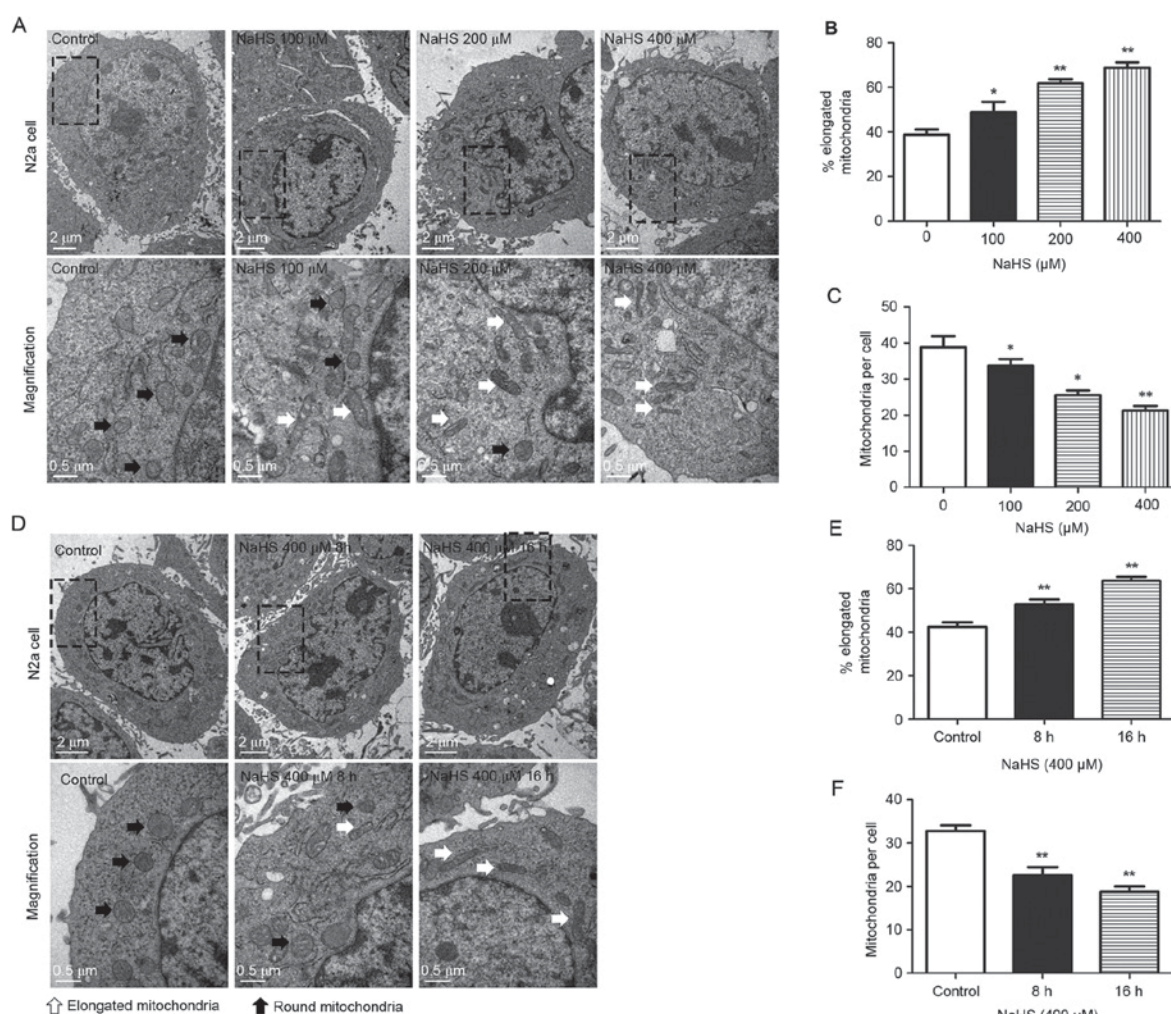 A
Control
NaHS 100 μM
NaHS 200 μM
NaHS 400 μM
N2a cell
2 μm
2 μm
2 μm
2 μm
Control
NaHS 100 μM
NaHS 200 μM
NaHS 400 μM
Magnification
0.5 μm
0.5 μm
0.5 μm
0.5 μm
B
% elongated
mitochondria
80
60
40
20
0
*
**
**
0 100 200 400
NaHS (μM)
C
Mitochondria per cell
50
40
30
20
10
0
*
*
**
0 100 200 400
NaHS (μM)
D
Control
NaHS 400 μM 8h
NaHS 400 μM 16 h
N2a cell
2 μm
2 μm
2 μm
Control
NaHS 400 μM 8 h
NaHS 400 μM 16 h
Magnification
0.5 μm
0.5 μm
0.5 μm
Elongated mitochondria
Round mitochondria
E
% elongated
mitochondria
80
60
40
20
0
**
**
Control 8 h 16 h
NaHS (400 μM)
F
Mitochondria per cell
40
30
20
10
0
**
**
Control 8 h 16 h
NaHS (400 μM)